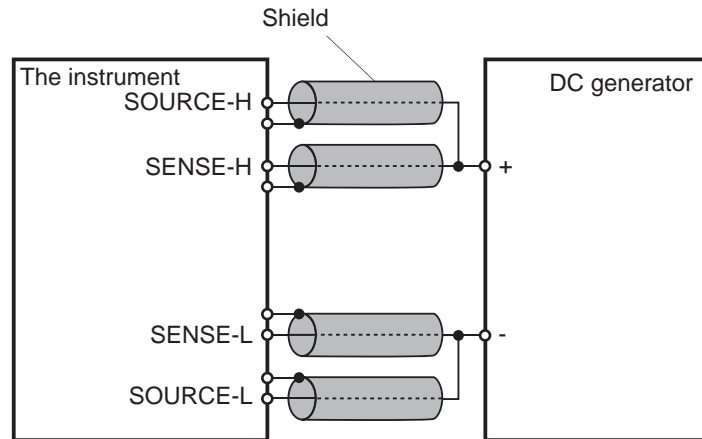 Shield
The instrument
DC generator
SOURCE-H
SENSE-H
+
SENSE-L
-
SOURCE-L